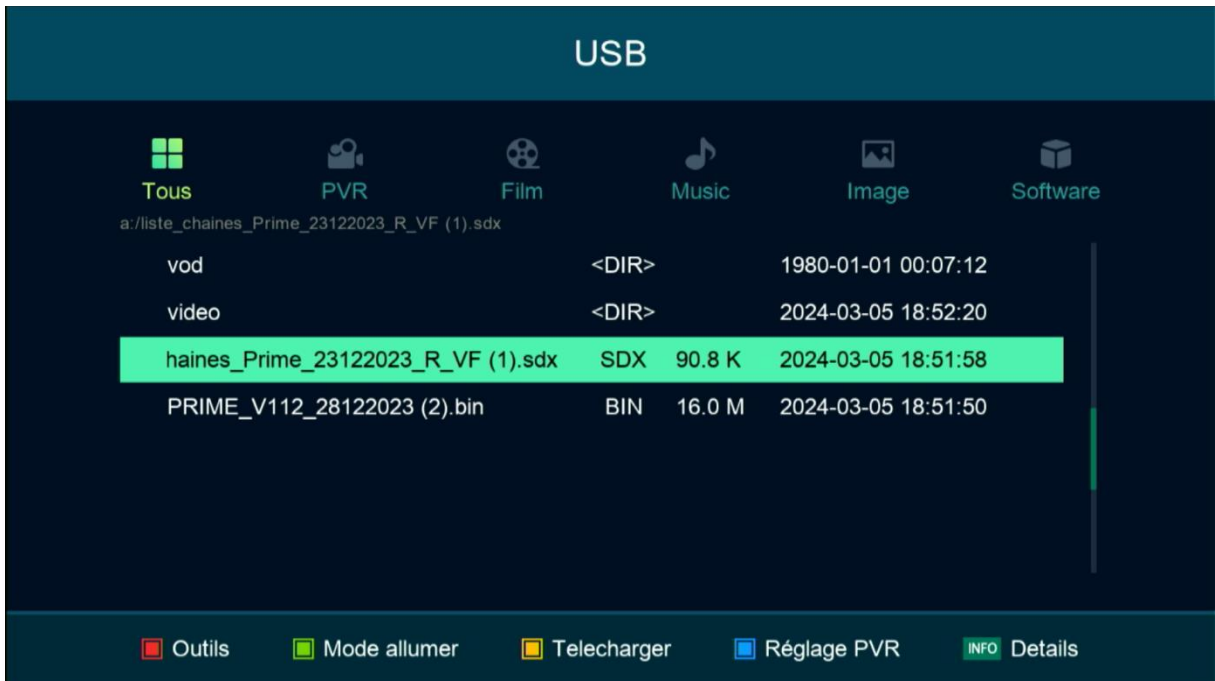 USB
Tous PVR Film Music Image Software
a:/liste_chaines_Prime_23122023_R_VF (1).sdx
vod <DIR> 1980-01-01 00:07:12
video <DIR> 2024-03-05 18:52:20
haines_Prime_23122023_R_VF (1).sdx SDX 90.8 K 2024-03-05 18:51:58
PRIME_V112_28122023 (2).bin BIN 16.0 M 2024-03-05 18:51:50
Outils Mode allumer Telecharger Réglage PVR INFO Details